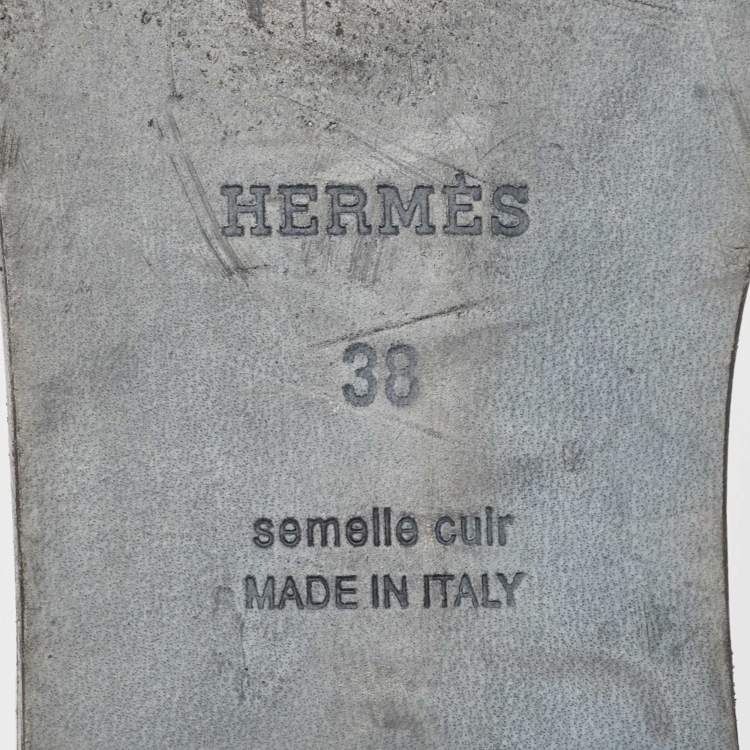 HERMÈS
38
semelle cuir
MADE IN ITALY